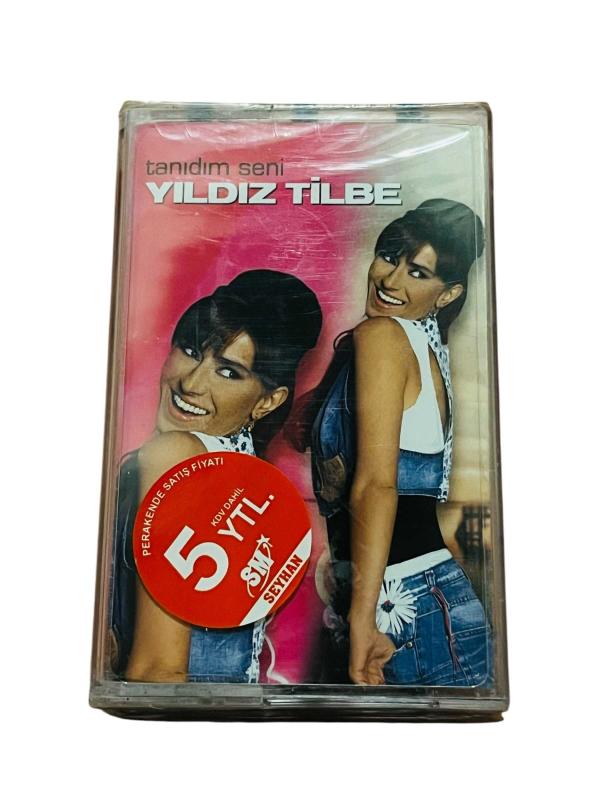 tanıdım seni
YILDIZ TİLBE
PERAKENDE SATIŞ FİYATI
5 YTL.
KDV DAHİL
SM
SEYHAN